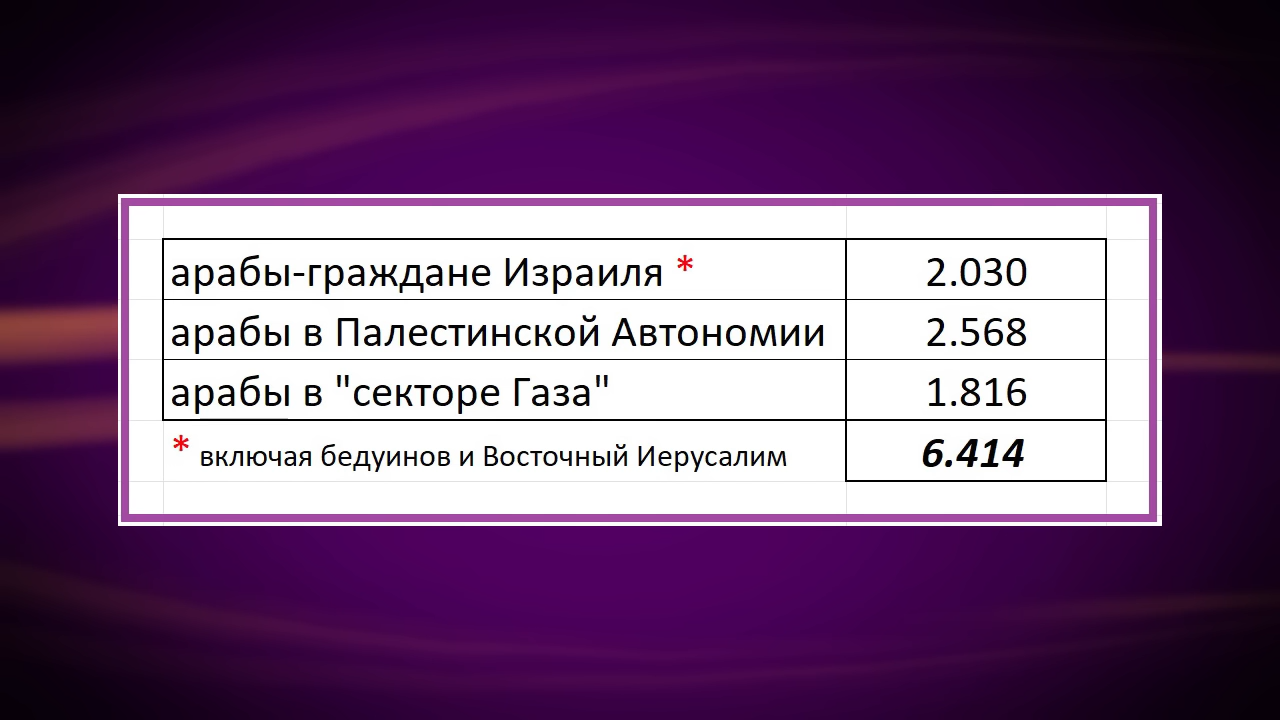 арабы-граждане Израиля * 2.030
арабы в Палестинской Автономии 2.568
арабы в "секторе Газа" 1.816
* включая бедуинов и Восточный Иерусалим 6.414